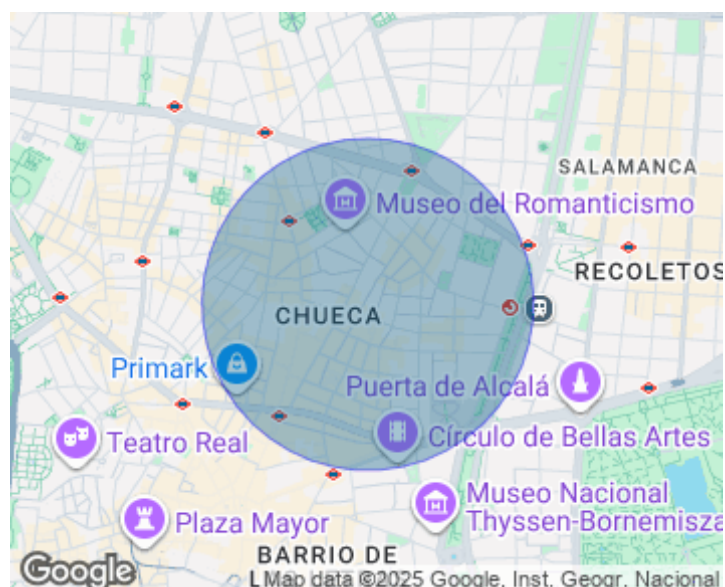 SALAMANCA
Museo del Romanticismo
RECOLETOS
CHUECA
Primark
Puerta de Alcalá
Teatro Real
Círculo de Bellas Artes
Museo Nacional
Thyssen-Bornemisza
Plaza Mayor
BARRIO DE
Google
Map data ©2025 Google, Inst. Geogr. Nacional